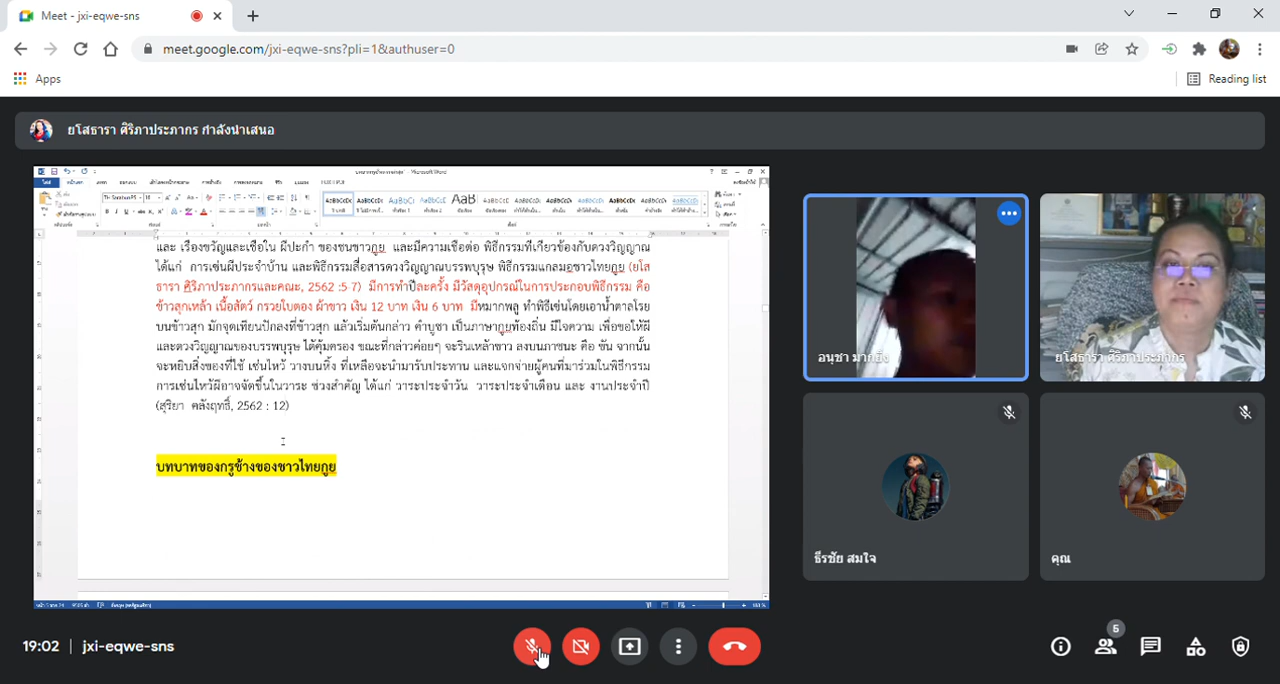 Meet - jxi-eqwe-sns
meet.google.com/jxi-eqwe-sns?pli=1&authuser=0
Apps
Reading list
ยโสธารา ศิริภาประภากร กำลังนำเสนอ
และ เรื่องขวัญและเชื่อใน ผีปะกำ ของชนชาวกูย และมีความเชื่อต่อ พิธีกรรมที่เกี่ยวข้องกับดวงวิญญาณ
ได้แก่ การเซ่นผีประจำบ้าน และพิธีกรรมสื่อสารดวงวิญญาณบรรพบุรุษ พิธีกรรมแกลมอชาวไทยกูย (ยโส
ธารา ศิริภาประภากรและคณะ, 2562 :5 7) มีการทำปีละครั้ง มีวัสดุอุปกรณ์ในการประกอบพิธีกรรม คือ
ข้าวสุกเหล้า เนื้อสัตว์ กรวยใบตอง ผ้าขาว เงิน 12 บาท เงิน 6 บาท มีหมากพลู ทำพิธีเซ่นโดยเอาน้ำตาลโรย
บนข้าวสุก มักจุดเทียนปักลงที่ข้าวสุก แล้วเริ่มต้นกล่าว คำบูชา เป็นภาษากูยท้องถิ่น มีใจความ เพื่อขอให้ผี
และดวงวิญญาณของบรรพบุรุษ ได้คุ้มครอง ขณะที่กล่าวค่อยๆ จะรินเหล้าขาว ลงบนภาชนะ คือ ขัน จากนั้น
จะหยิบสิ่งของที่ใช้ เซ่นไหว้ วางบนหิ้ง ที่เหลือจะนำมารับประทาน และแจกจ่ายผู้คนที่มาร่วมในพิธีกรรม
การเซ่นไหว้ผีอาจจัดขึ้นในวาระ ช่วงสำคัญ ได้แก่ วาระประจำวัน วาระประจำเดือน และ งานประจำปี
(สุริยา คลังฤทธิ์, 2562 : 12)
บทบาทของกรูช้างของชาวไทยกูย
อนุชา มากยิ่ง
ยโสธารา ศิริภาประภากร
ธีรชัย สมใจ
คุณ
19:02 | jxi-eqwe-sns